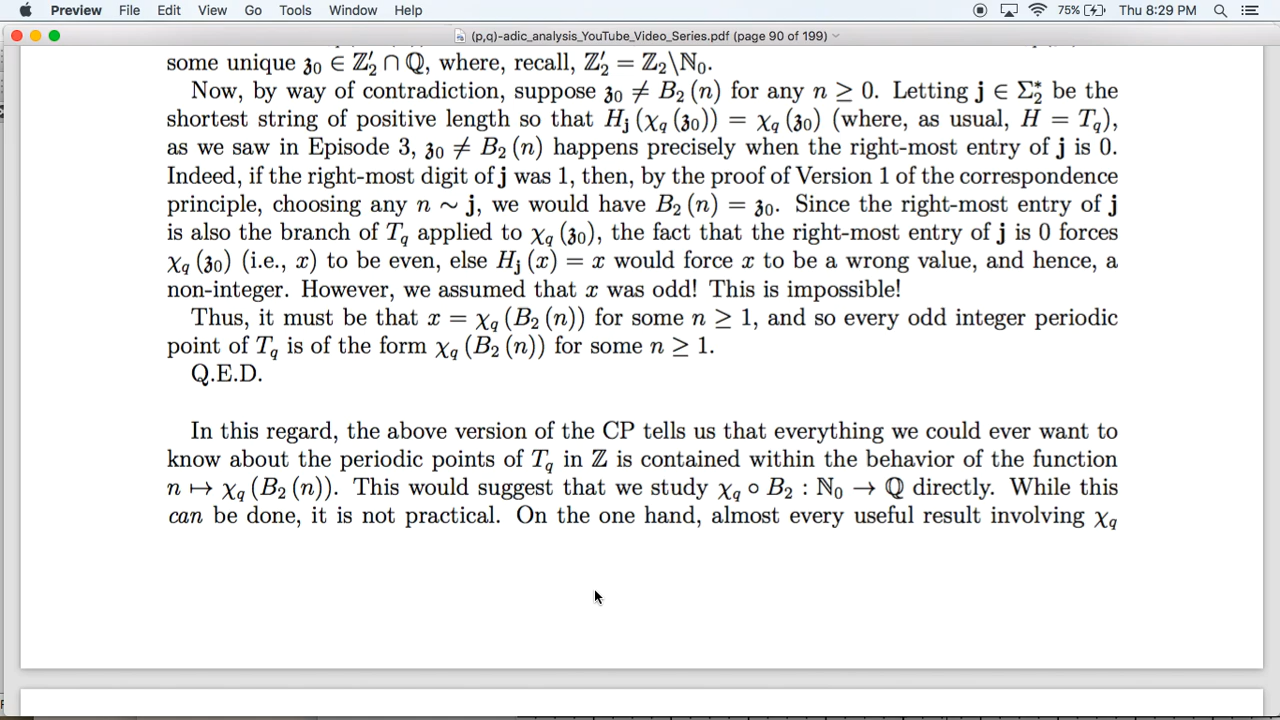 Preview File Edit View Go Tools Window Help 75% Thu 8:29 PM
(p,q)-adic_analysis_YouTube_Video_Series.pdf (page 90 of 199)
some unique 𝔷₀ ∈ ℤ′₂ ∩ ℚ, where, recall, ℤ′₂ = ℤ₂\ℕ₀.
Now, by way of contradiction, suppose 𝔷₀ ≠ B₂ (n) for any n ≥ 0. Letting j ∈ Σ₂* be the
shortest string of positive length so that H_j (χ_q (𝔷₀)) = χ_q (𝔷₀) (where, as usual, H = T_q),
as we saw in Episode 3, 𝔷₀ ≠ B₂ (n) happens precisely when the right-most entry of j is 0.
Indeed, if the right-most digit of j was 1, then, by the proof of Version 1 of the correspondence
principle, choosing any n ∼ j, we would have B₂ (n) = 𝔷₀. Since the right-most entry of j
is also the branch of T_q applied to χ_q (𝔷₀), the fact that the right-most entry of j is 0 forces
χ_q (𝔷₀) (i.e., x) to be even, else H_j (x) = x would force x to be a wrong value, and hence, a
non-integer. However, we assumed that x was odd! This is impossible!
Thus, it must be that x = χ_q (B₂ (n)) for some n ≥ 1, and so every odd integer periodic
point of T_q is of the form χ_q (B₂ (n)) for some n ≥ 1.
Q.E.D.
In this regard, the above version of the CP tells us that everything we could ever want to
know about the periodic points of T_q in ℤ is contained within the behavior of the function
n ↦ χ_q (B₂ (n)). This would suggest that we study χ_q ∘ B₂ : ℕ₀ → ℚ directly. While this
can be done, it is not practical. On the one hand, almost every useful result involving χ_q